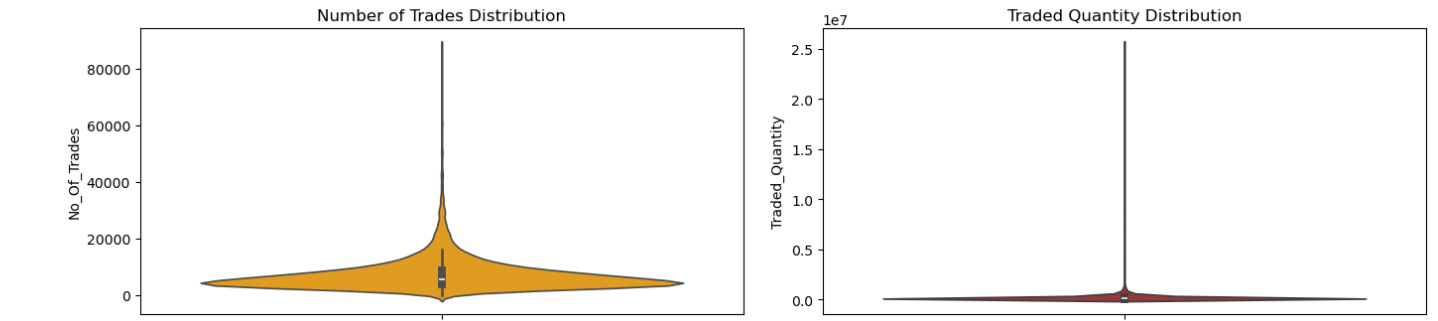 Number of Trades Distribution
No_Of_Trades
80000
60000
40000
20000
0
Traded Quantity Distribution
1e7
Traded_Quantity
2.5
2.0
1.5
1.0
0.5
0.0